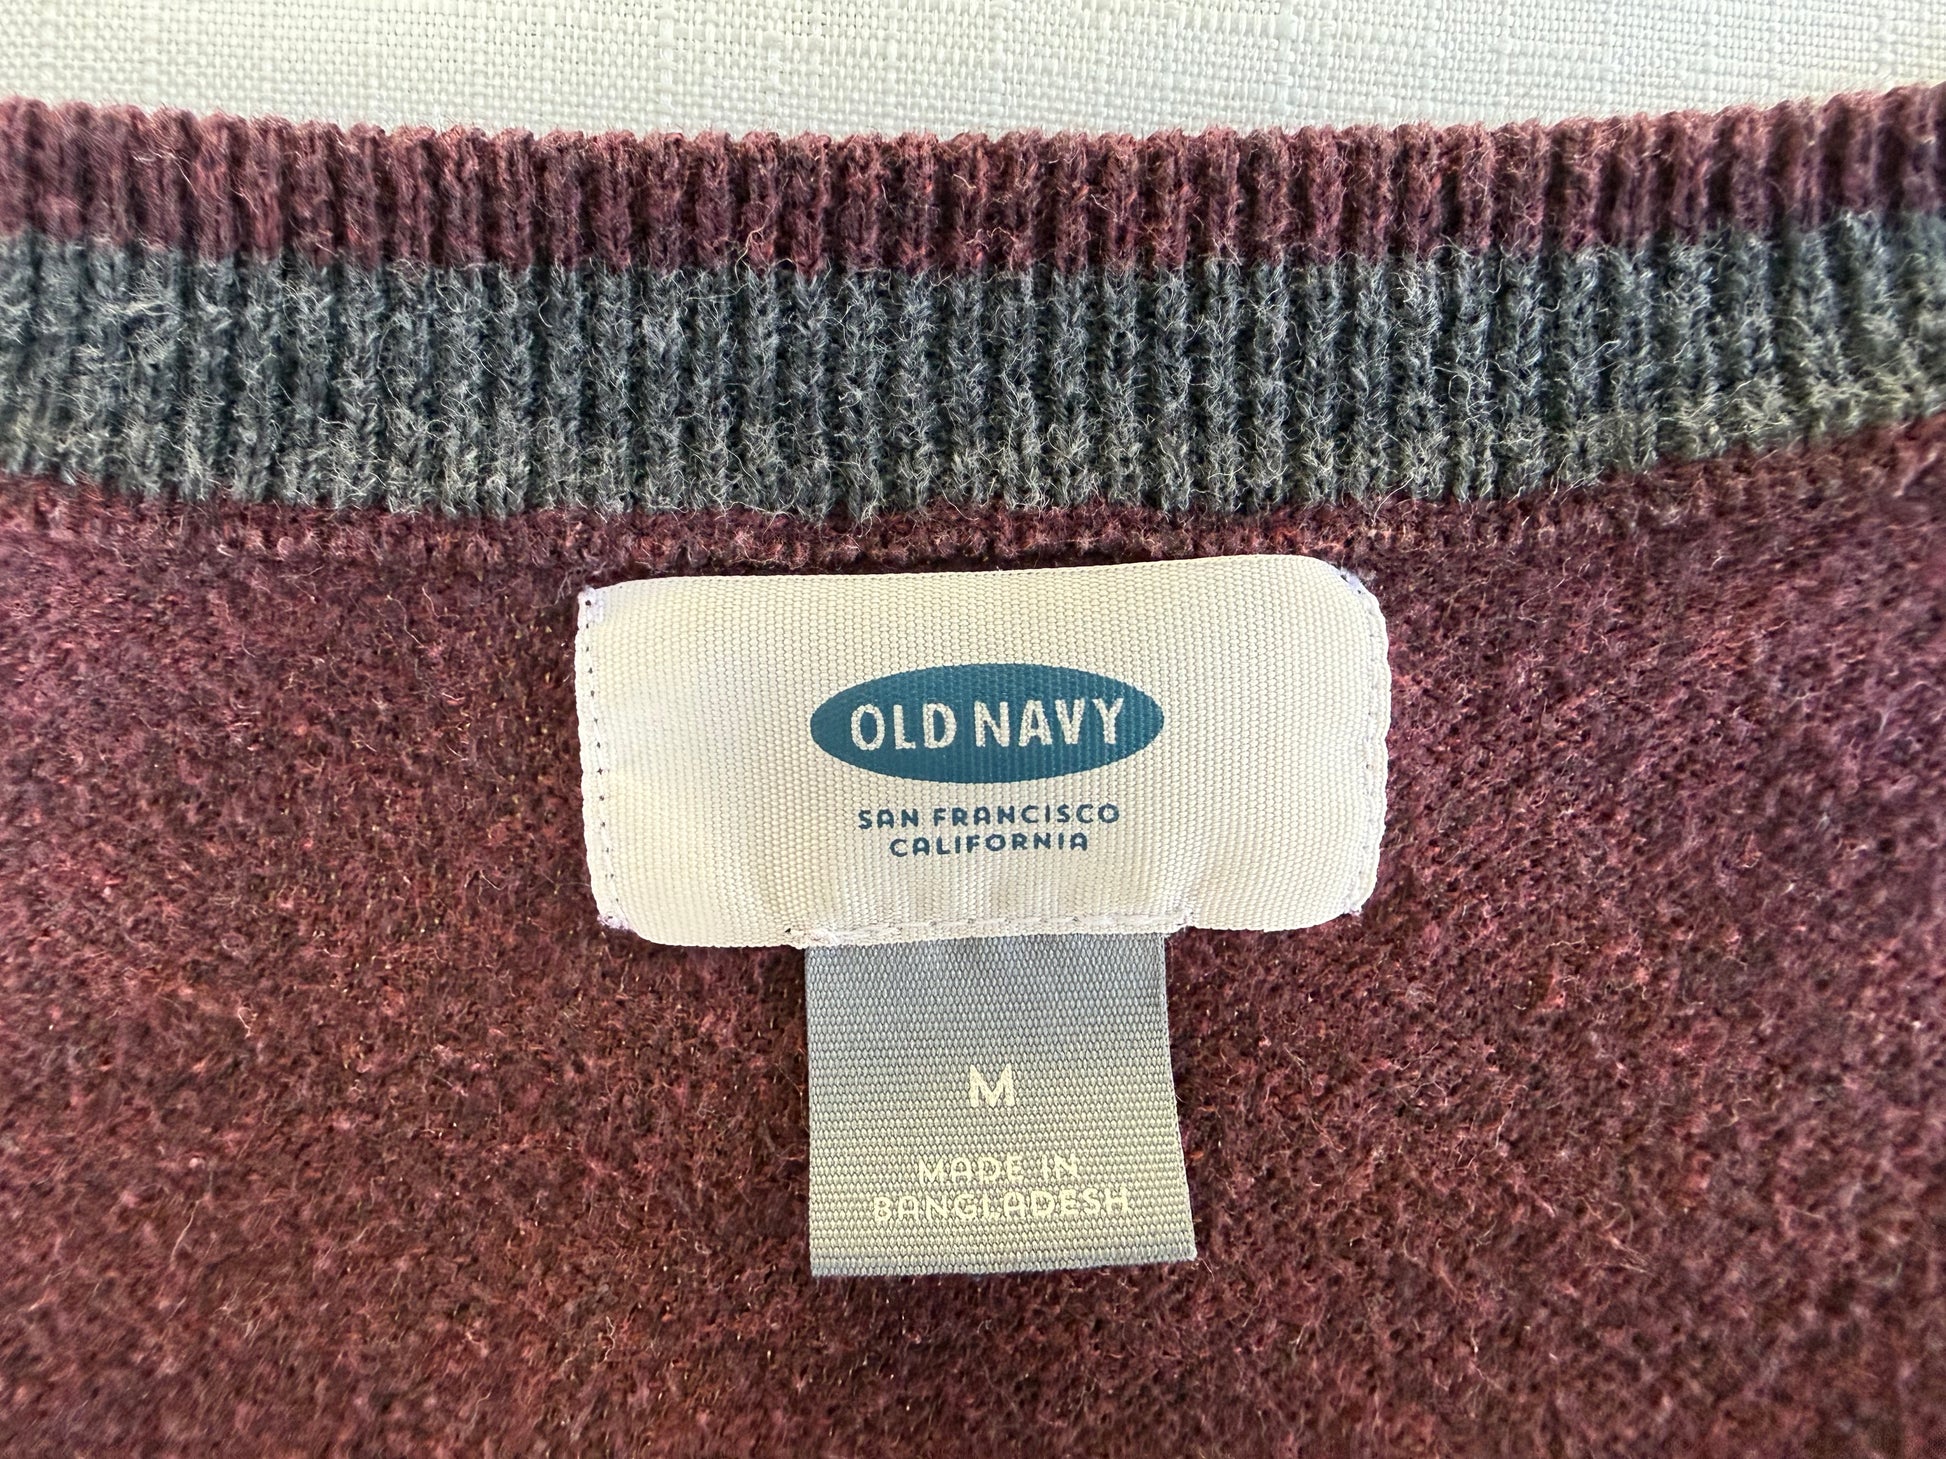 OLD NAVY
SAN FRANCISCO
CALIFORNIA
M
MADE IN
BANGLADESH